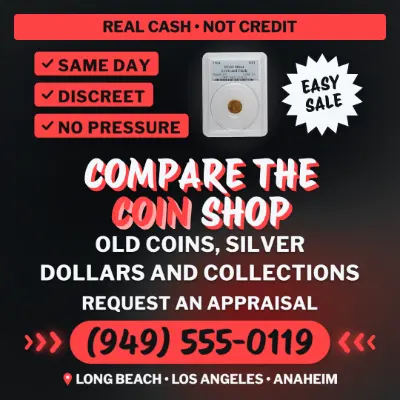 REAL CASH • NOT CREDIT
✓ SAME DAY
✓ DISCREET
✓ NO PRESSURE
EASY
SALE
COMPARE THE
COIN SHOP
OLD COINS, SILVER
DOLLARS AND COLLECTIONS
REQUEST AN APPRAISAL
>>> (949) 555-0119 <<<
LONG BEACH • LOS ANGELES • ANAHEIM